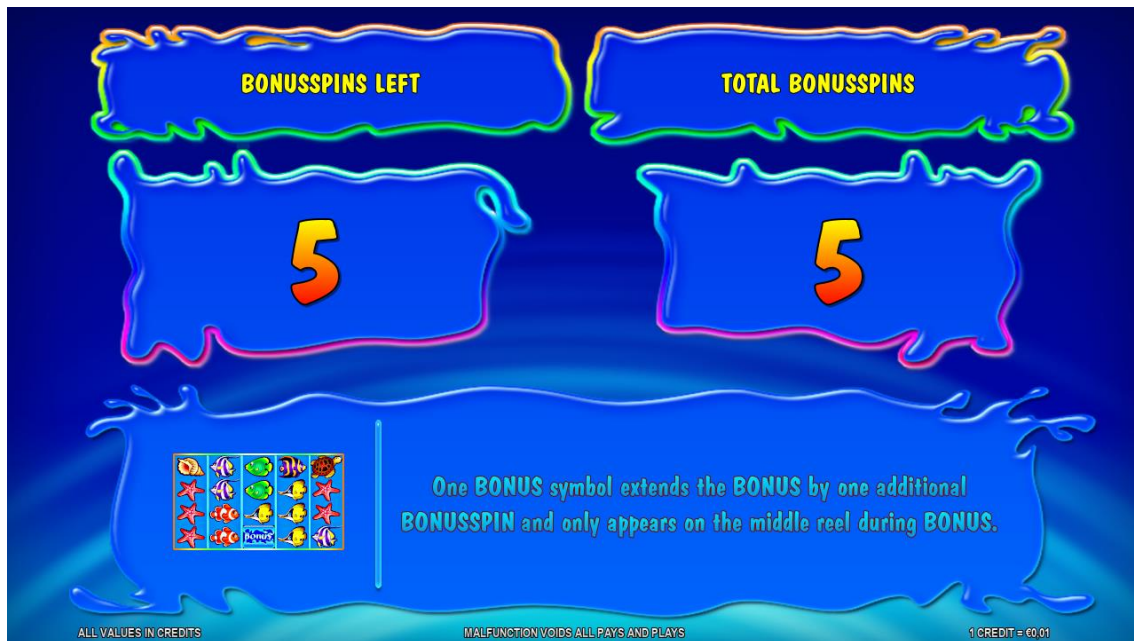 BONUSSPINS LEFT
TOTAL BONUSSPINS
5
5
BONUS
One BONUS symbol extends the BONUS by one additional
BONUSSPIN and only appears on the middle reel during BONUS.
ALL VALUES IN CREDITS
MALFUNCTION VOIDS ALL PAYS AND PLAYS
1 CREDIT = €0,01